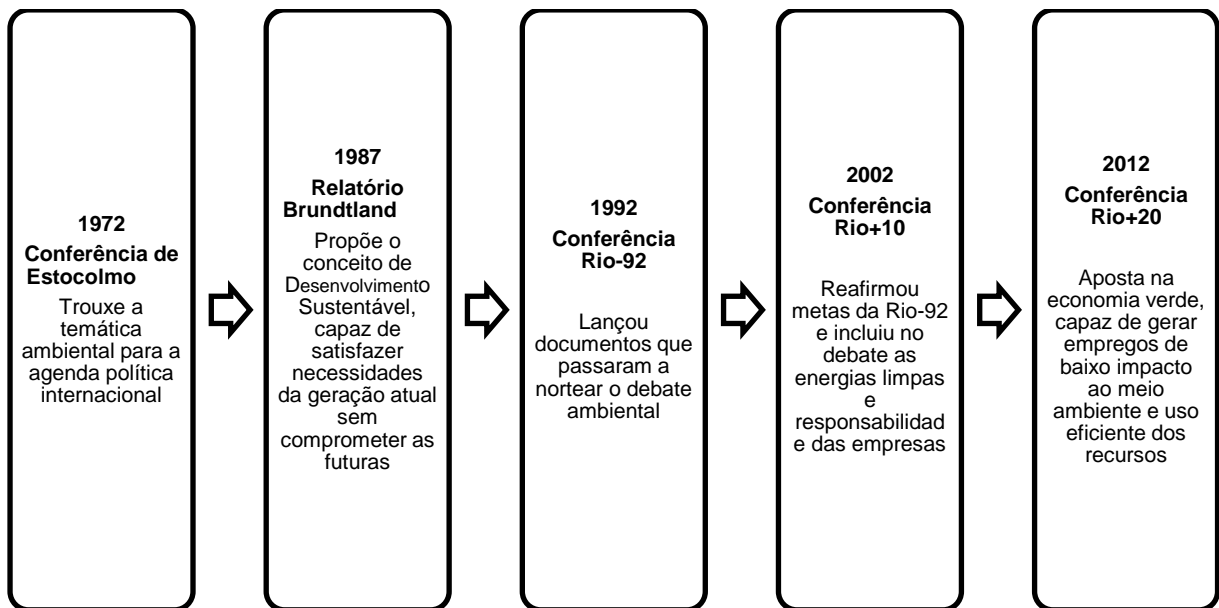 1972
Conferência de
Estocolmo
Trouxe a
temática
ambiental para a
agenda política
internacional
1987
Relatório
Brundtland
Propõe o
conceito de
Desenvolvimento
Sustentável,
capaz de
satisfazer
necessidades
da geração atual
sem
comprometer as
futuras
1992
Conferência
Rio-92
Lançou
documentos que
passaram a
nortear o debate
ambiental
2002
Conferência
Rio+10
Reafirmou
metas da Rio-92
e incluiu no
debate as
energias limpas
e
responsabilidad
e das empresas
2012
Conferência
Rio+20
Aposta na
economia verde,
capaz de gerar
empregos de
baixo impacto
ao meio
ambiente e uso
eficiente dos
recursos